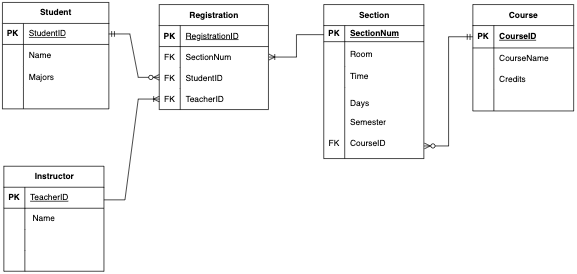 Student
PK StudentID
Name
Majors
Registration
PK RegistrationID
FK SectionNum
FK StudentID
FK TeacherID
Section
PK SectionNum
Room
Time
Days
Semester
FK CourseID
Course
PK CourseID
CourseName
Credits
Instructor
PK TeacherID
Name